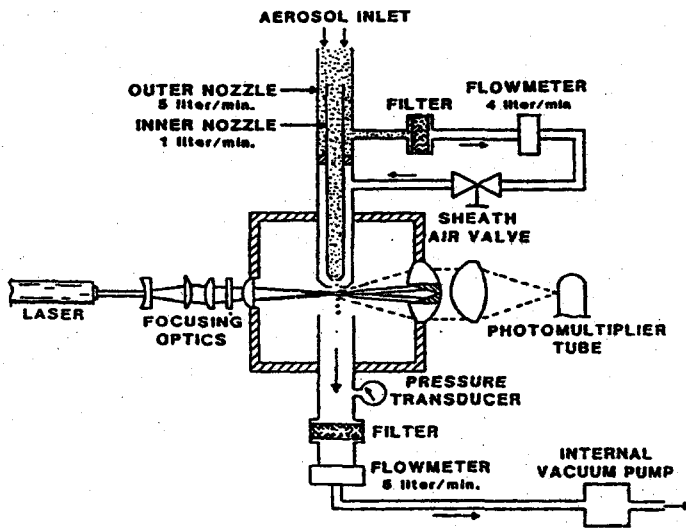 AEROSOL INLET
OUTER NOZZLE
5 liter/min.
INNER NOZZLE
1 liter/min.
FILTER
FLOWMETER
4 liter/min
SHEATH
AIR VALVE
LASER
FOCUSING
OPTICS
PHOTOMULTIPLIER
TUBE
PRESSURE
TRANSDUCER
FILTER
FLOWMETER
5 liter/min.
INTERNAL
VACUUM PUMP